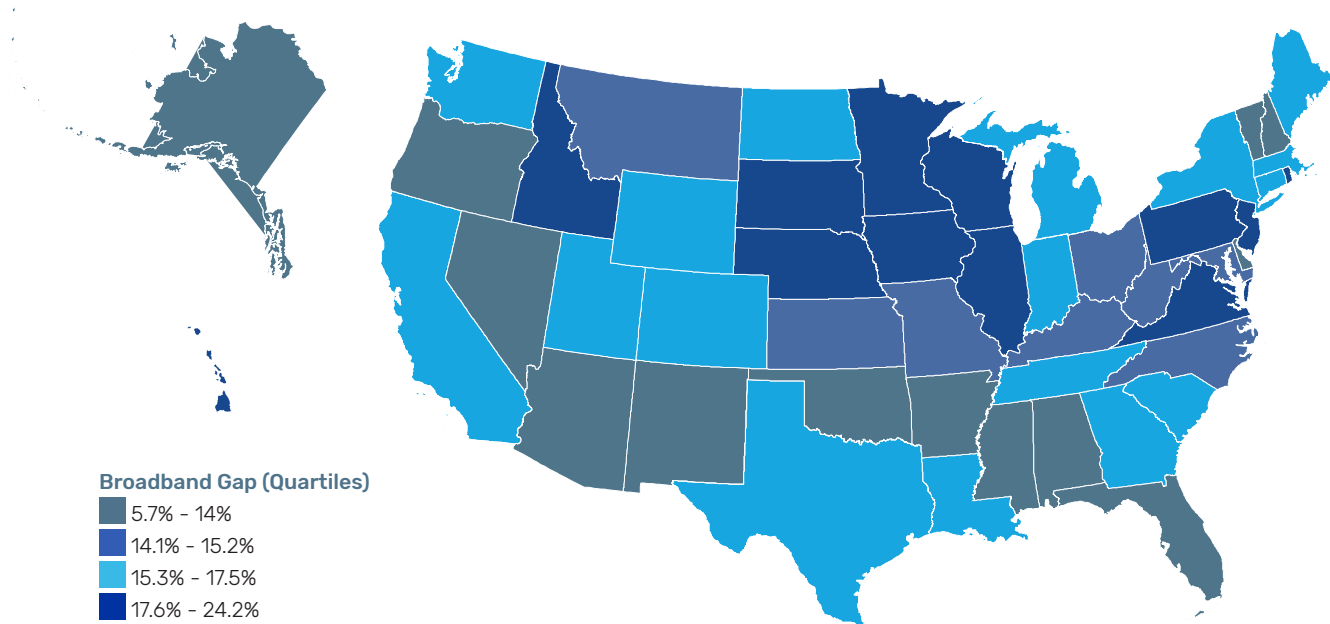 Broadband Gap (Quartiles)
5.7% - 14%
14.1% - 15.2%
15.3% - 17.5%
17.6% - 24.2%